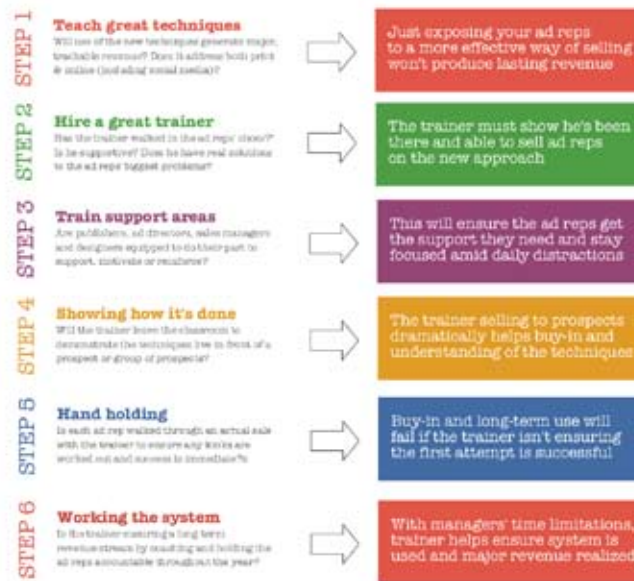 STEP 1
Teach great techniques
Will use of the new techniques generate major,
trackable revenue? Does it address both print
& online (including social media)?
Just exposing your ad reps
to a more effective way of selling
won't produce lasting revenue
STEP 2
Hire a great trainer
Has the trainer walked in the ad reps' shoes?
Is he supportive? Does he have real solutions
to the ad reps biggest problems?
The trainer must show he's been
there and able to sell ad reps
on the new approach
STEP 3
Train support areas
Are publishers, ad directors, sales managers
and designers equipped to do their part to
support, motivate or reinforce?
This will ensure the ad reps get
the support they need and stay
focused amid daily distractions
STEP 4
Showing how it's done
Will the trainer leave the classroom to
demonstrate the techniques live in front of a
prospect or group of prospects?
The trainer selling to prospects
dramatically helps buy-in and
understanding of the techniques
STEP 5
Hand holding
Is each ad rep walked through an actual sale
with the trainer to ensure any kinks are
worked out and success is immediate?
Buy-in and long-term use will
fail if the trainer isn't ensuring
the first attempt is successful
STEP 6
Working the system
Is the trainer ensuring a long term
revenue stream by coaching and holding the
ad reps accountable throughout the year?
With managers' time limitations,
trainer helps ensure system is
used and major revenue realized